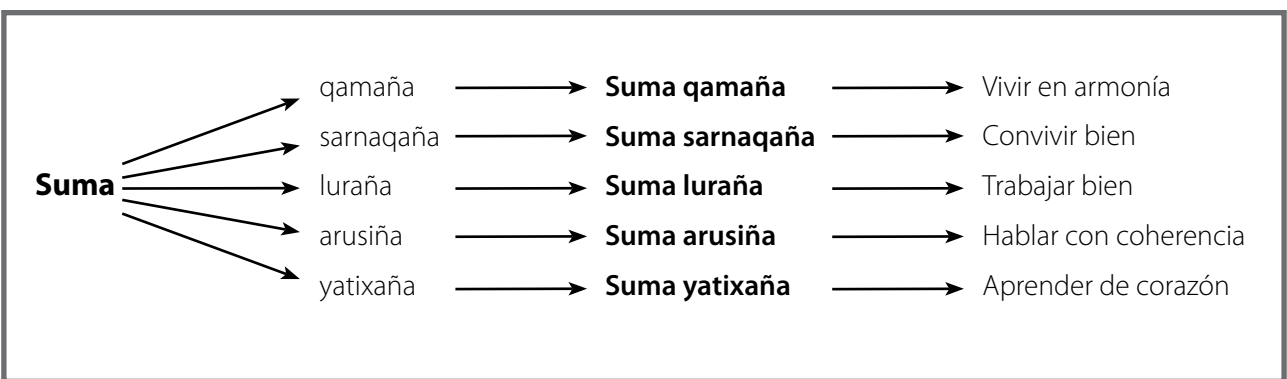 qamaña Suma qamaña Vivir en armonía
sarnaqaña Suma sarnaqaña Convivir bien
Suma luraña Suma luraña Trabajar bien
arusiña Suma arusiña Hablar con coherencia
yatixaña Suma yatixaña Aprender de corazón